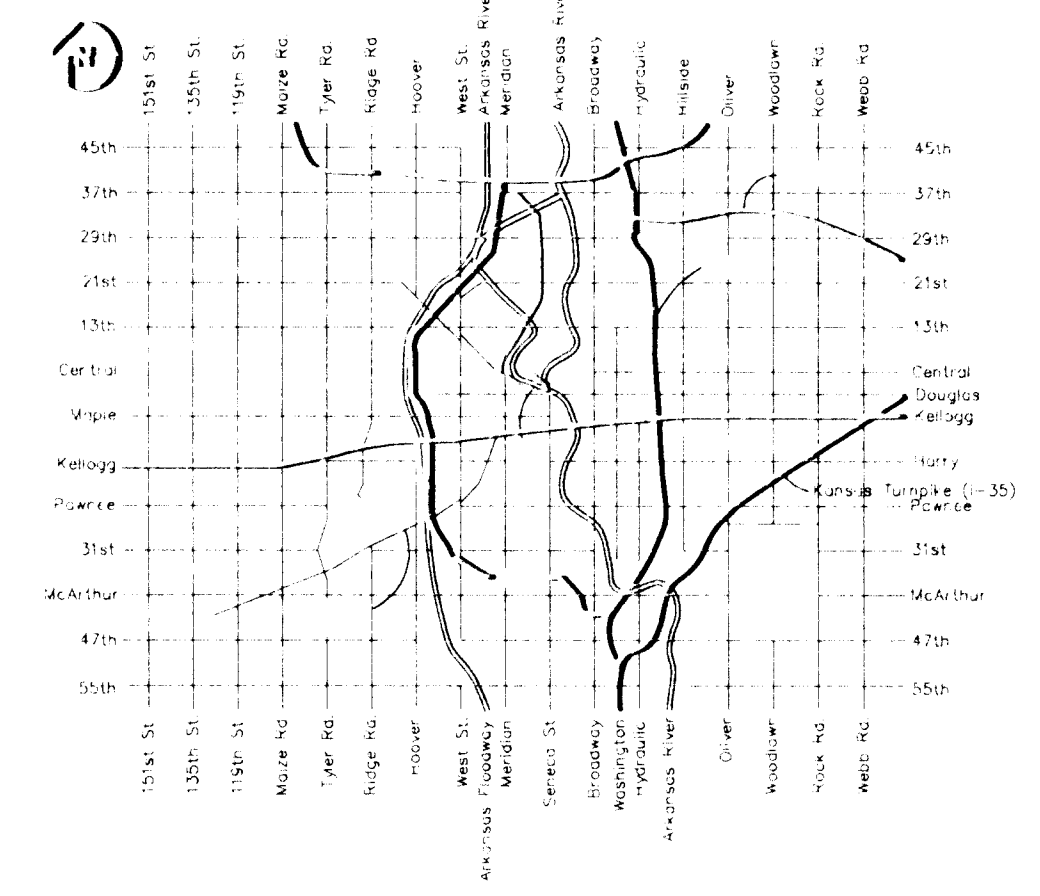 N
151st St
135th St.
119th St.
Maize Rd.
Tyler Rd.
Ridge Rd
Hoover
West St.
Arkansas River
Meridian
Arkansas River
Broadway
Hydraulic
Hillside
Oliver
Woodlawn
Rock Rd.
Webb Rd
45th
45th
37th
37th
29th
29th
21st
21st
13th
13th
Central
Central
Douglas
Maple
Kellogg
Kellogg
Harry
Kansas Turnpike (I-35)
Pawnee
Pawnee
31st
31st
McArthur
McArthur
47th
47th
55th
55th
151st St
135th St.
119th St.
Maize Rd
Tyler Rd.
Ridge Rd.
Hoover
West St.
Arkansas Floodway
Meridian
Seneca St
Broadway
Washington
Hydraulic
Arkansas River
Oliver
Woodlawn
Rock Rd.
Webb Rd.